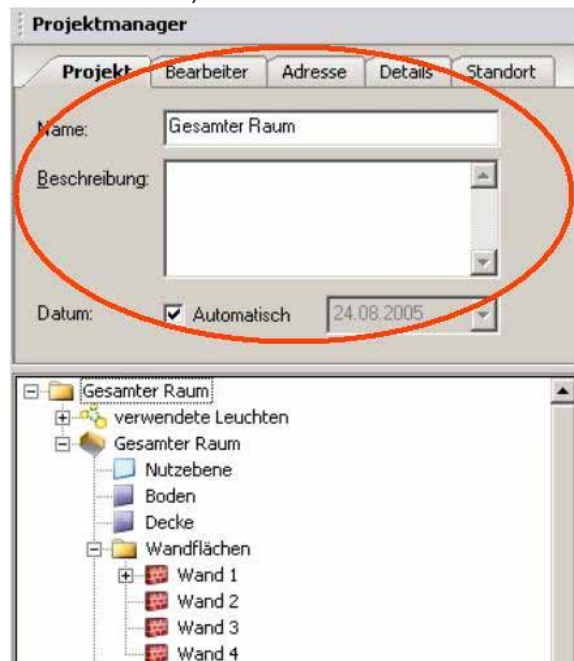 Projektmanager
Projekt Bearbeiter Adresse Details Standort
Name: Gesamter Raum
Beschreibung:
Datum: Automatisch 24.08.2005
Gesamter Raum
verwendete Leuchten
Gesamter Raum
Nutzebene
Boden
Decke
Wandflächen
Wand 1
Wand 2
Wand 3
Wand 4